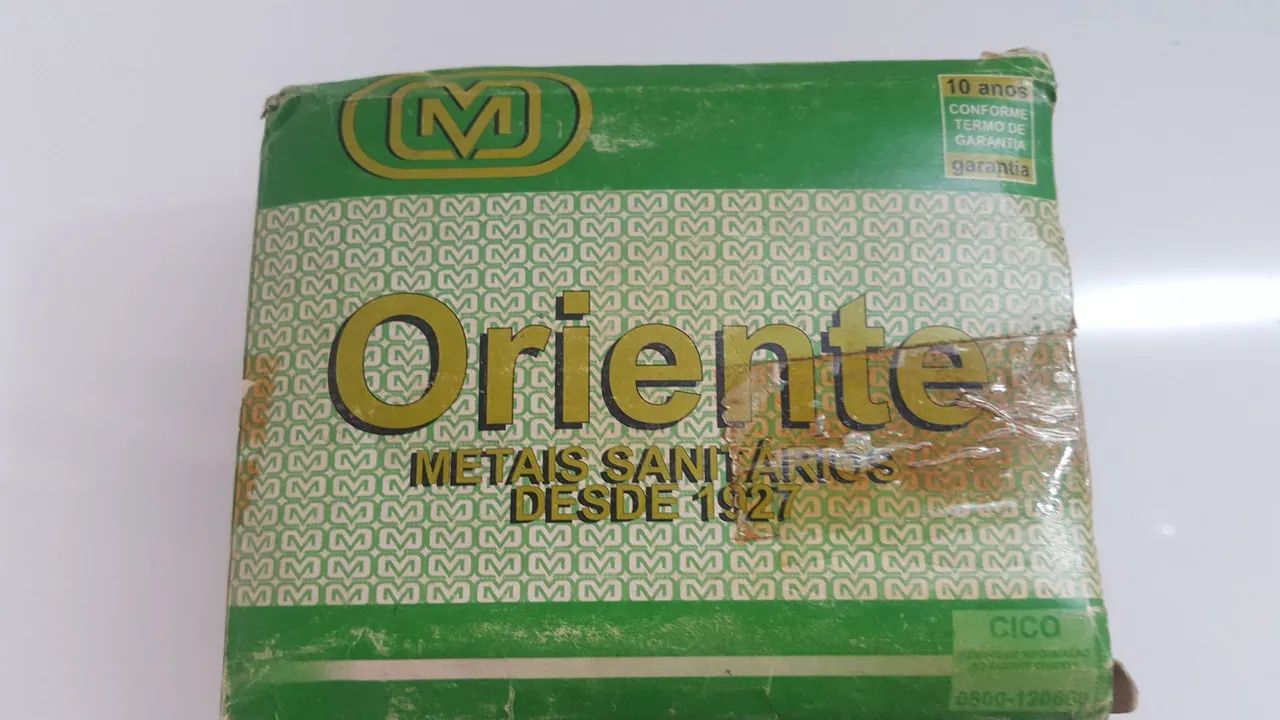 M
10 anos
CONFORME
TERMO DE
GARANTIA
garantia
Oriente
METAIS SANITÁRIOS
DESDE 1927
CICO